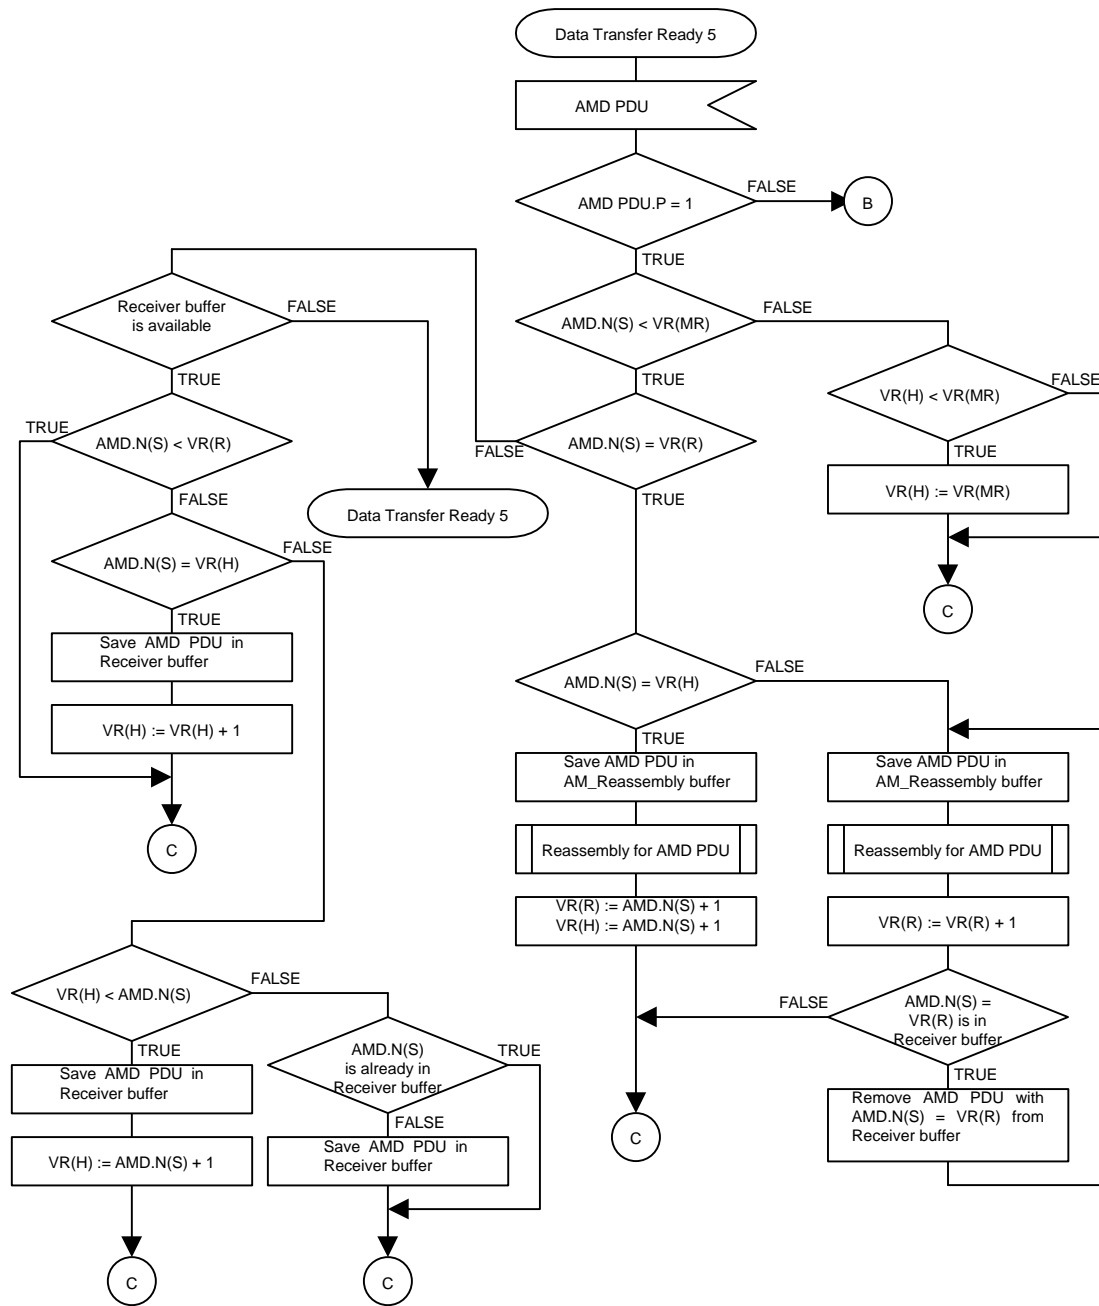 Data Transfer Ready 5
AMD PDU
AMD PDU.P = 1
FALSE
B
TRUE
Receiver buffer
is available
FALSE
AMD.N(S) < VR(MR)
FALSE
TRUE
TRUE
VR(H) < VR(MR)
FALSE
TRUE
AMD.N(S) < VR(R)
AMD.N(S) = VR(R)
FALSE
TRUE
FALSE
TRUE
VR(H) := VR(MR)
Data Transfer Ready 5
AMD.N(S) = VR(H)
FALSE
C
TRUE
Save AMD PDU in
Receiver buffer
AMD.N(S) = VR(H)
FALSE
VR(H) := VR(H) + 1
TRUE
Save AMD PDU in
AM_Reassembly buffer
Save AMD PDU in
AM_Reassembly buffer
C
Reassembly for AMD PDU
Reassembly for AMD PDU
VR(R) := AMD.N(S) + 1
VR(H) := AMD.N(S) + 1
VR(R) := VR(R) + 1
VR(H) < AMD.N(S)
FALSE
FALSE
AMD.N(S) =
VR(R) is in
Receiver buffer
TRUE
AMD.N(S)
is already in
Receiver buffer
TRUE
TRUE
Save AMD PDU in
Receiver buffer
FALSE
Remove AMD PDU with
AMD.N(S) = VR(R) from
Receiver buffer
C
VR(H) := AMD.N(S) + 1
Save AMD PDU in
Receiver buffer
C
C